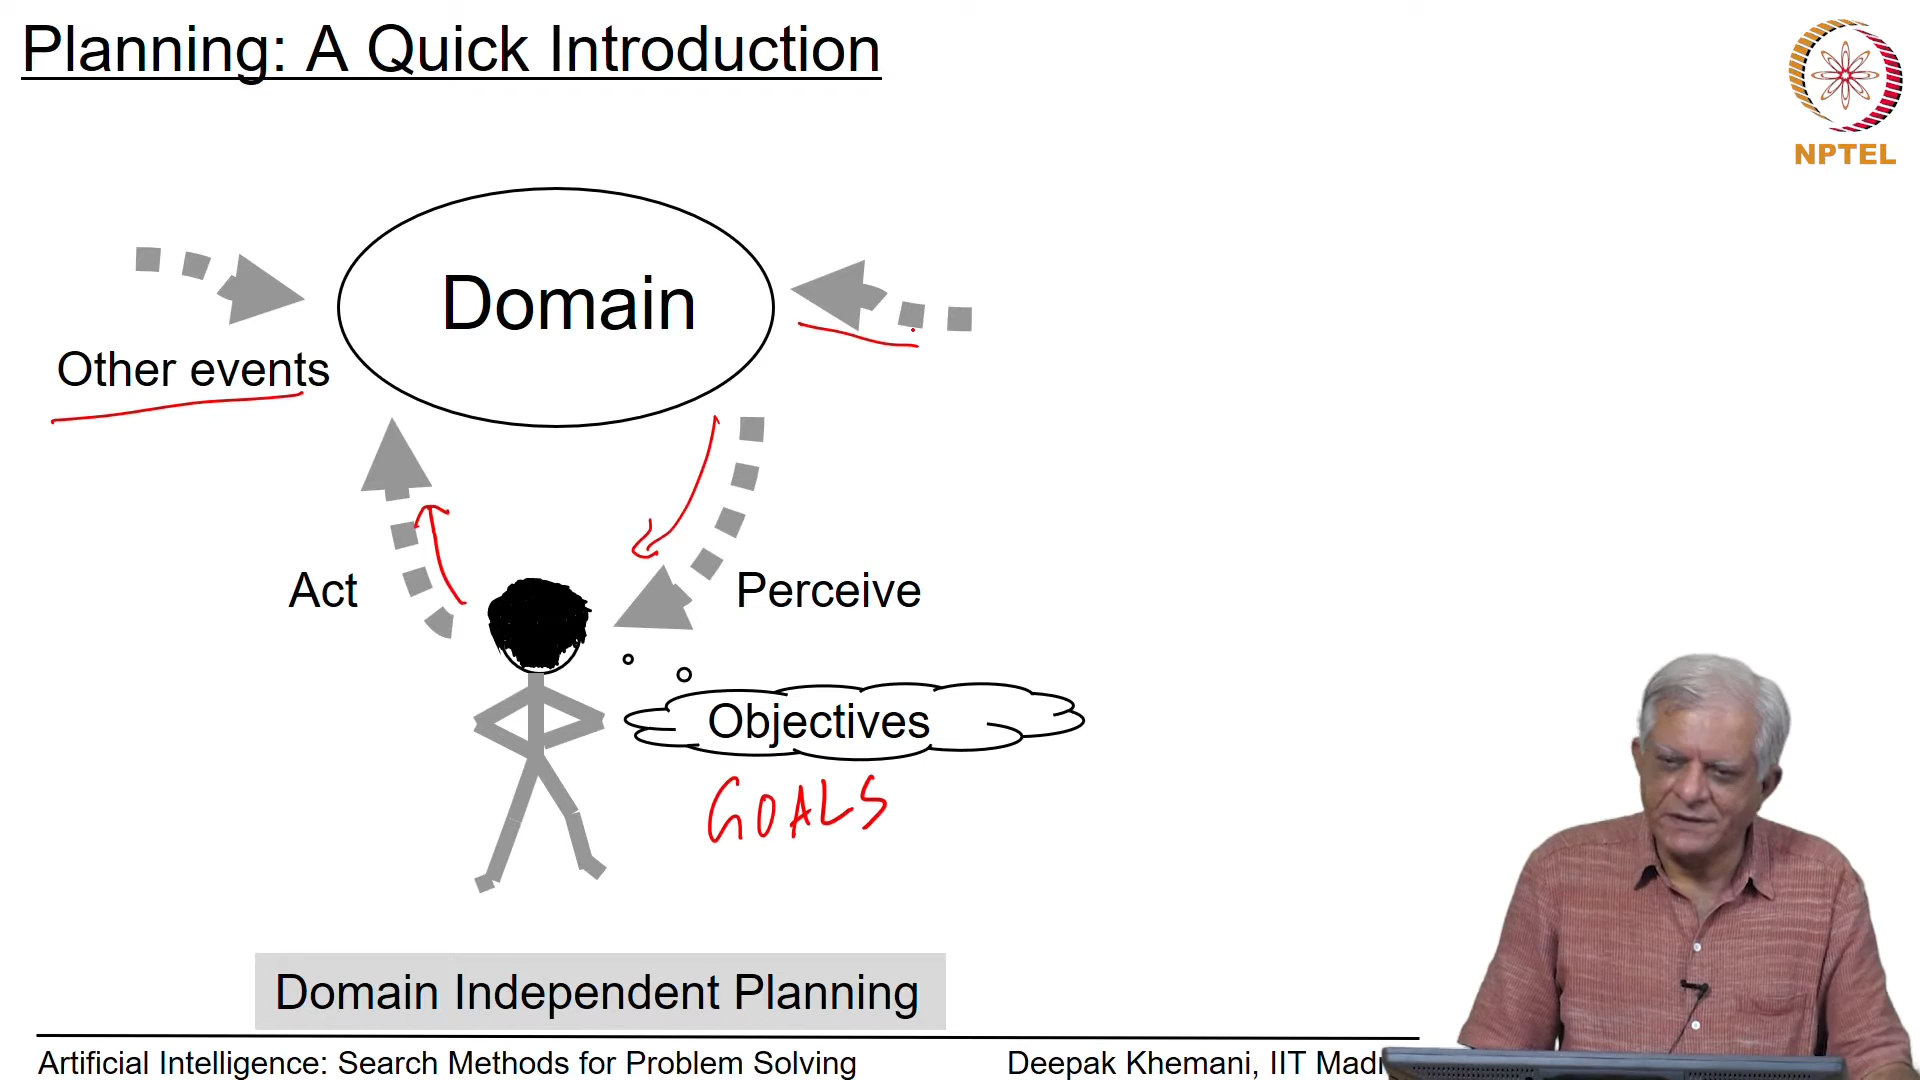 Planning: A Quick Introduction
NPTEL
Domain
Other events
Act
Perceive
Objectives
GOALS
Domain Independent Planning
Artificial Intelligence: Search Methods for Problem Solving
Deepak Khemani, IIT Mad